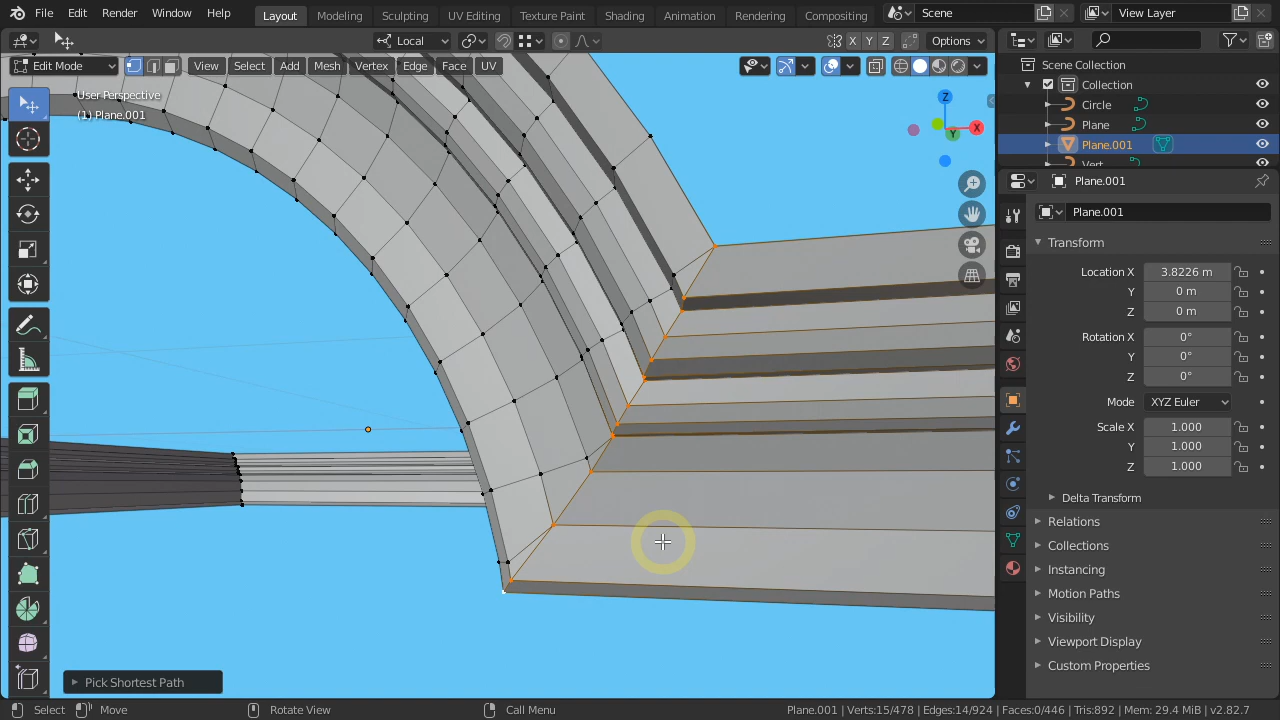 File Edit Render Window Help Layout Modeling Sculpting UV Editing Texture Paint Shading Animation Rendering Compositing Scene View Layer
Local X Y Z Options
Edit Mode View Select Add Mesh Vertex Edge Face UV
User Perspective
(1) Plane.001
Z
X
Y
Pick Shortest Path
Scene Collection
Collection
Circle
Plane
Plane.001
Vert
Plane.001
Plane.001
Transform
Location X 3.8226 m
Y 0 m
Z 0 m
Rotation X 0°
Y 0°
Z 0°
Mode XYZ Euler
Scale X 1.000
Y 1.000
Z 1.000
Delta Transform
Relations
Collections
Instancing
Motion Paths
Visibility
Viewport Display
Custom Properties
Select Move Rotate View Call Menu Plane.001 | Verts:15/478 | Edges:14/924 | Faces:0/446 | Tris:892 | Mem: 29.4 MiB | v2.82.7